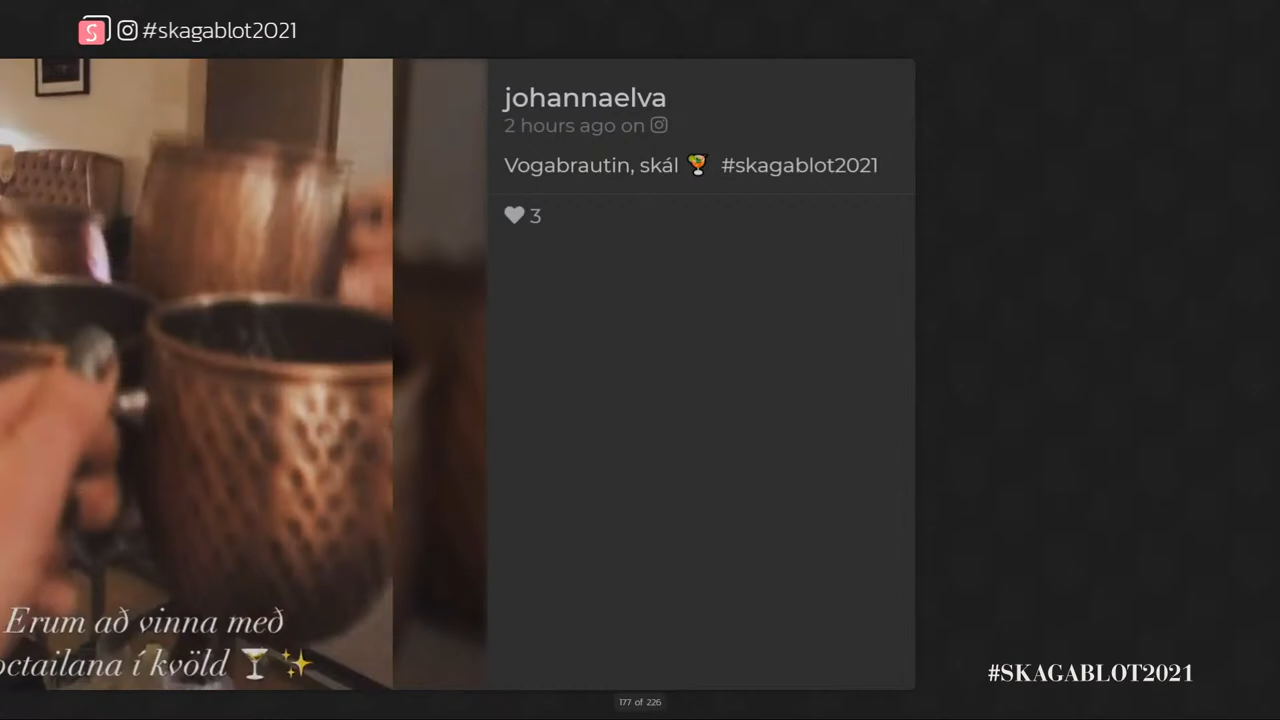 #skagablot2021
johannaelva
2 hours ago on
Vogabrautin, skál 🍹 #skagablot2021
3
Erum að vinna með
octailana í kvöld 🍸 ✨
#SKAGABLOT2021
177 of 226